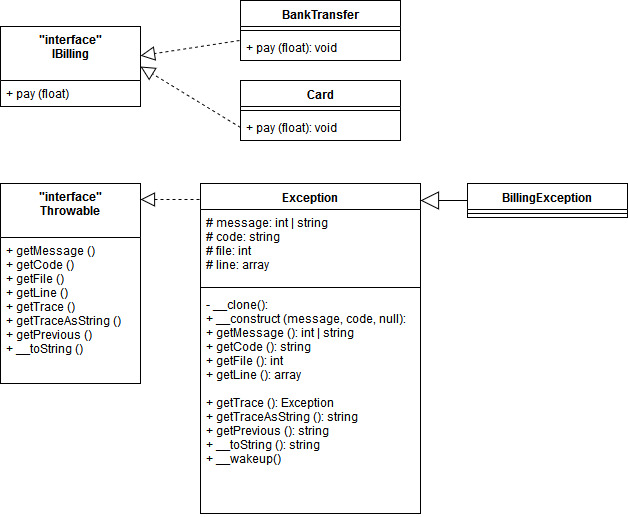 "interface"
IBilling
+ pay (float)
BankTransfer
+ pay (float): void
Card
+ pay (float): void
"interface"
Throwable
+ getMessage ()
+ getCode ()
+ getFile ()
+ getLine ()
+ getTrace ()
+ getTraceAsString ()
+ getPrevious ()
+ __toString ()
Exception
# message: int | string
# code: string
# file: int
# line: array
- __clone():
+ __construct (message, code, null):
+ getMessage (): int | string
+ getCode (): string
+ getFile (): int
+ getLine (): array
+ getTrace (): Exception
+ getTraceAsString (): string
+ getPrevious (): string
+ __toString (): string
+ __wakeup()
BillingException